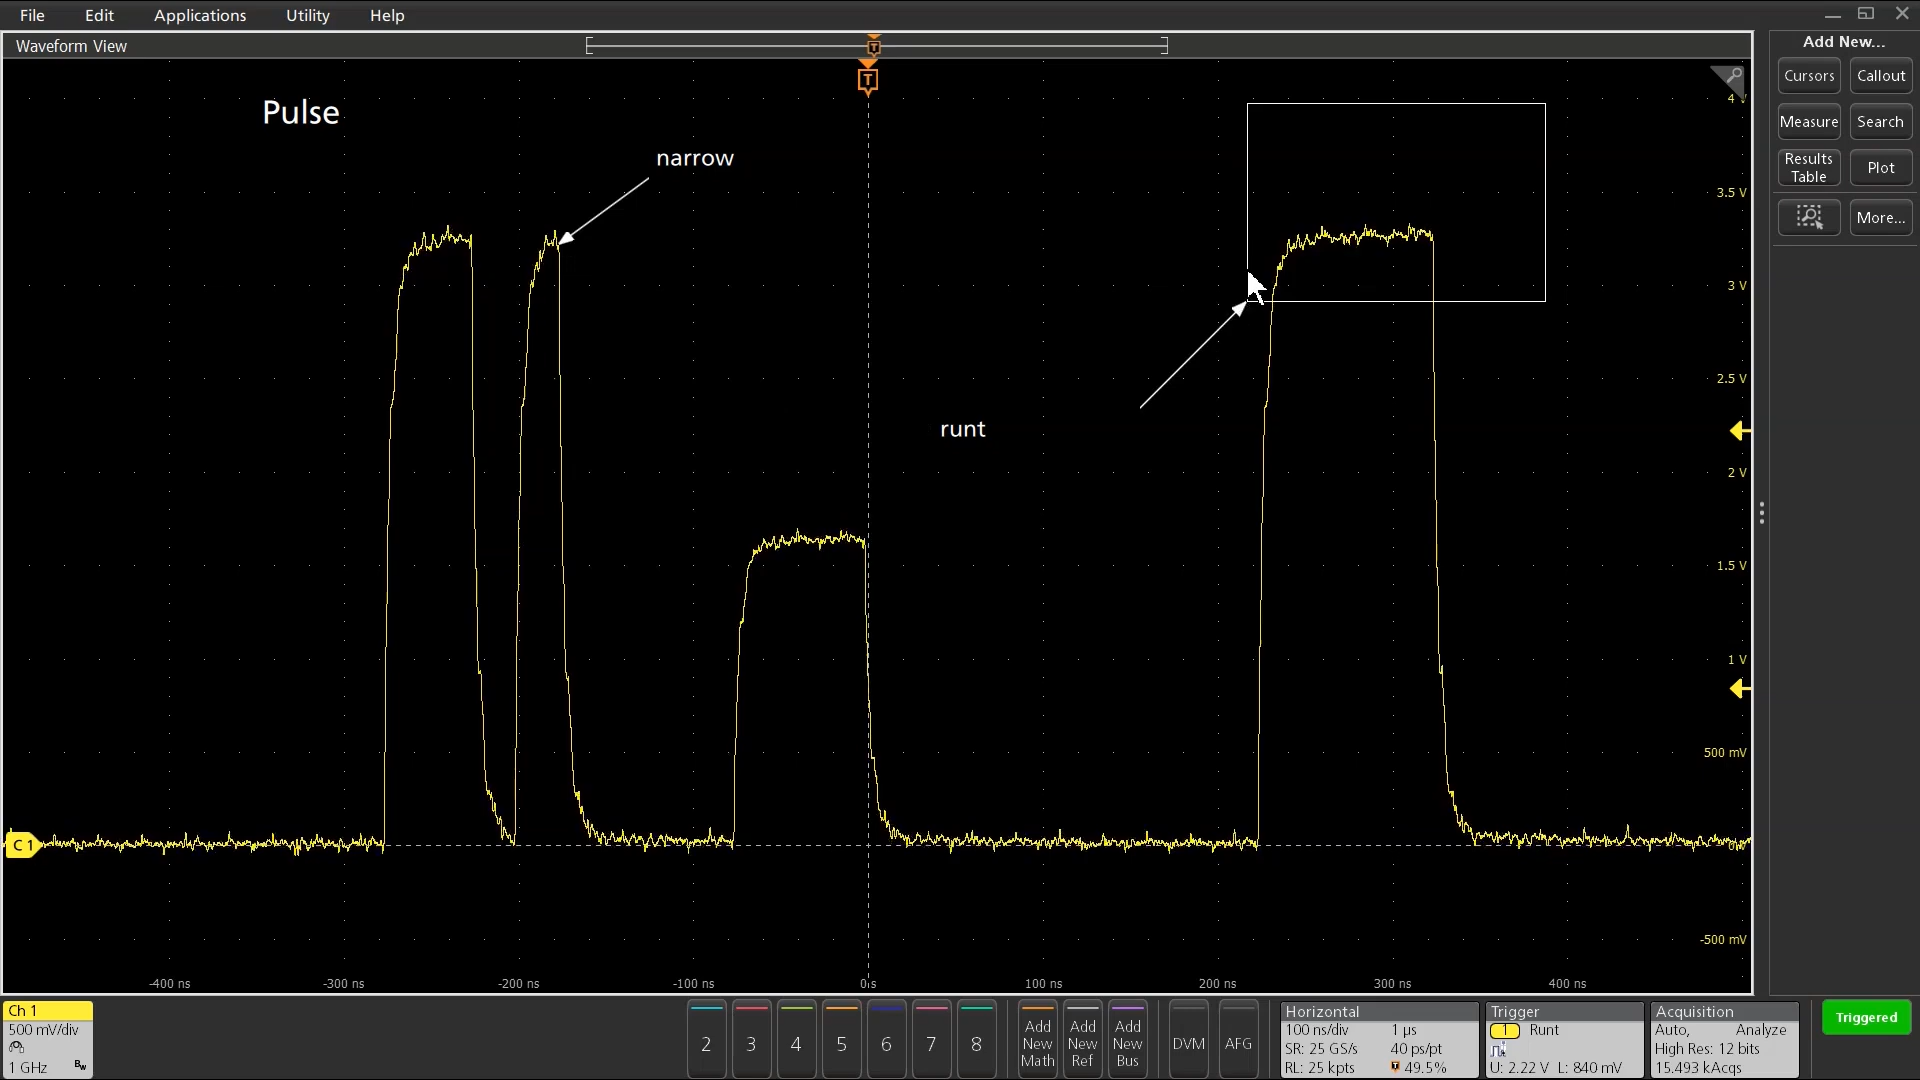 File Edit Applications Utility Help
Waveform View
T
Add New...
T
Cursors Callout
Pulse
4 V
Measure Search
narrow
Results Table Plot
3.5 V
More...
3 V
2.5 V
runt
2 V
1.5 V
1 V
500 mV
C 1
0 V
-500 mV
-400 ns -300 ns -200 ns -100 ns 0 s 100 ns 200 ns 300 ns 400 ns
Ch 1
500 mV/div
1 GHz Bw
2 3 4 5 6 7 8
Add New Math
Add New Ref
Add New Bus
DVM
AFG
Horizontal
100 ns/div 1 µs
SR: 25 GS/s 40 ps/pt
RL: 25 kpts 49.5%
Trigger
1 Runt
U: 2.22 V L: 840 mV
Acquisition
Auto, Analyze
High Res: 12 bits
15.493 kAcqs
Triggered